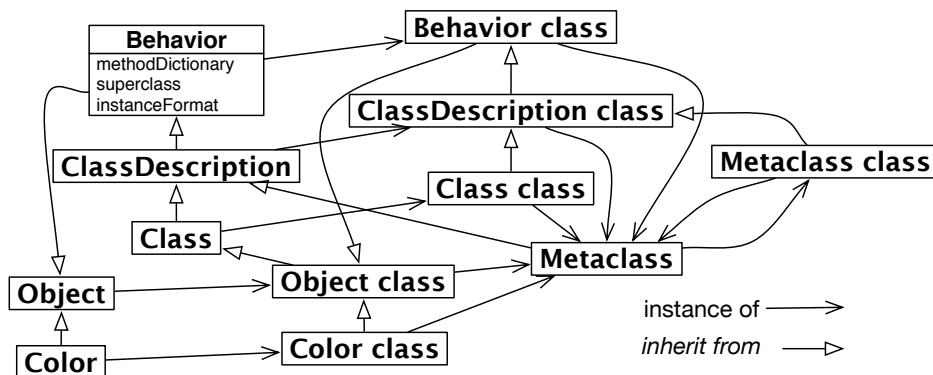 Behavior
methodDictionary
superclass
instanceFormat
Behavior class
ClassDescription class
ClassDescription
Metaclass class
Class class
Class
Metaclass
Object
Object class
instance of
Color
Color class
inherit from